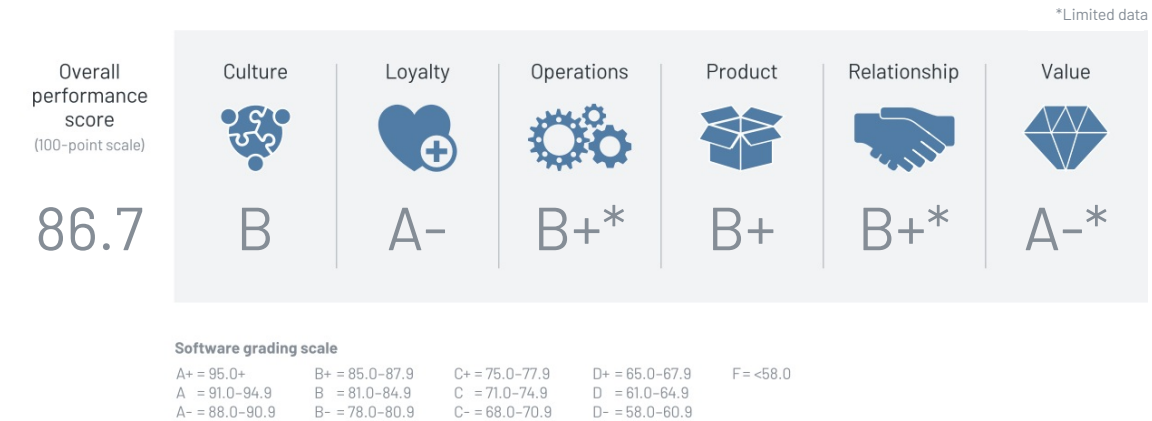 *Limited data
Overall
performance
score
(100-point scale)
86.7
Culture
B
Loyalty
A-
Operations
B+*
Product
B+
Relationship
B+*
Value
A-*
Software grading scale
A+ = 95.0+ B+ = 85.0-87.9 C+ = 75.0-77.9 D+ = 65.0-67.9 F = <58.0
A = 91.0-94.9 B = 81.0-84.9 C = 71.0-74.9 D = 61.0-64.9
A- = 88.0-90.9 B- = 78.0-80.9 C- = 68.0-70.9 D- = 58.0-60.9